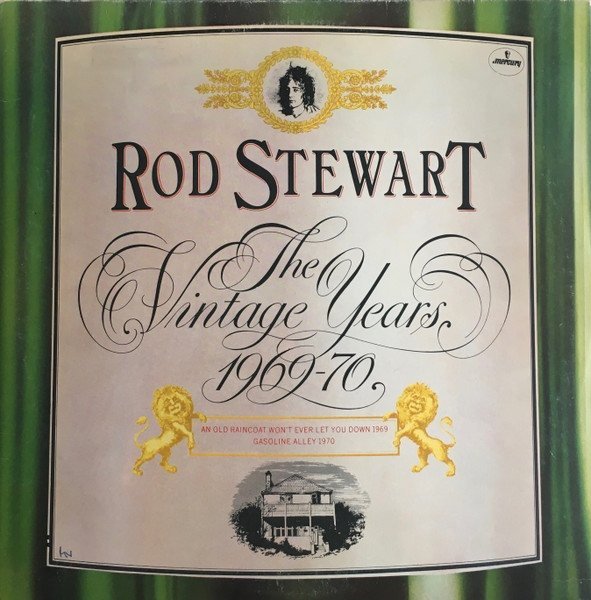 mercury
ROD STEWART
The
Vintage Years
1969-70
AN OLD RAINCOAT WON'T EVER LET YOU DOWN 1969
GASOLINE ALLEY 1970